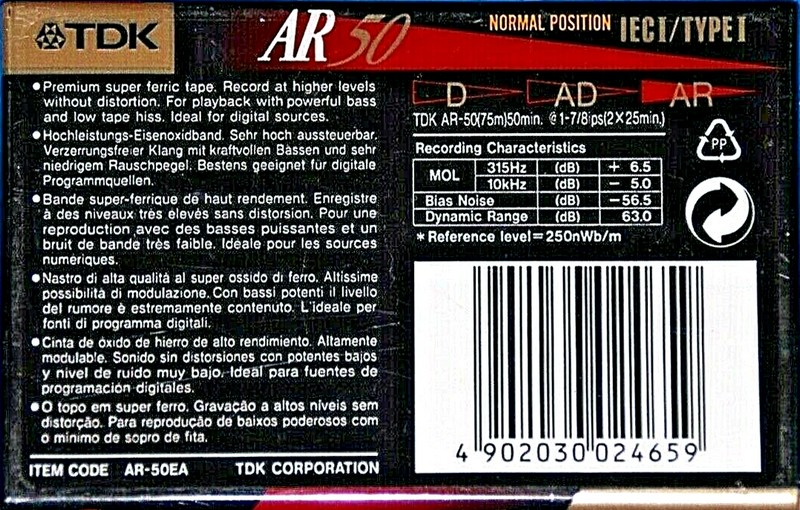 TDK
AR 50
NORMAL POSITION IECI/TYPE I
•Premium super ferric tape. Record at higher levels
without distortion. For playback with powerful bass
and low tape hiss. Ideal for digital sources.
•Hochleistungs-Eisenoxidband. Sehr hoch aussteuerbar.
Verzerrungsfreier Klang mit kraftvollen Bässen und sehr
niedrigem Rauschpegel. Bestens geeignet für digitale
Programmquellen.
•Bande super-ferrique de haut rendement. Enregistre
à des niveaux très élevés sans distorsion. Pour une
reproduction avec des basses puissantes et un
bruit de bande très faible. Idéale pour les sources
numériques.
•Nastro di alta qualità al super ossido di ferro. Altissime
possibilità di modulazione. Con bassi potenti il livello
del rumore è estremamente contenuto. L'ideale per
fonti di programma digitali.
•Cinta de óxido de hierro de alto rendimiento. Altamente
modulable. Sonido sin distorsiones con potentes bajos
y nivel de ruido muy bajo. Ideal para fuentes de
programación digitales.
•O topo em super ferro. Gravação a altos níveis sem
distorção. Para reprodução de baixos poderosos com
o mínimo de sopro de fita.
ITEM CODE AR-50EA TDK CORPORATION
D AD AR
TDK AR-50(75m)50min. @1-7/8ips(2×25min.)
Recording Characteristics
MOL 315Hz (dB) + 6.5
10kHz (dB) − 5.0
Bias Noise (dB) −56.5
Dynamic Range (dB) 63.0
*Reference level=250nWb/m
PP
4 902030 024659